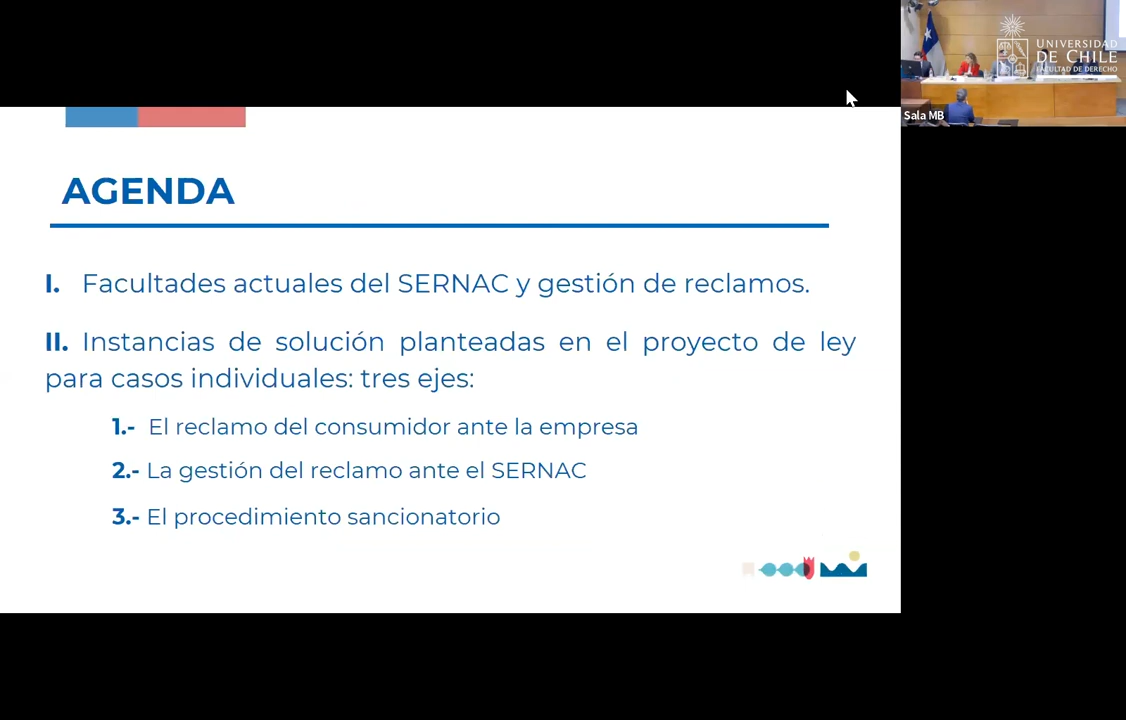 UNIVERSIDAD
DE CHILE
FACULTAD DE DERECHO
Sala MB
AGENDA
I. Facultades actuales del SERNAC y gestión de reclamos.
II. Instancias de solución planteadas en el proyecto de ley
para casos individuales: tres ejes:
1.- El reclamo del consumidor ante la empresa
2.- La gestión del reclamo ante el SERNAC
3.- El procedimiento sancionatorio